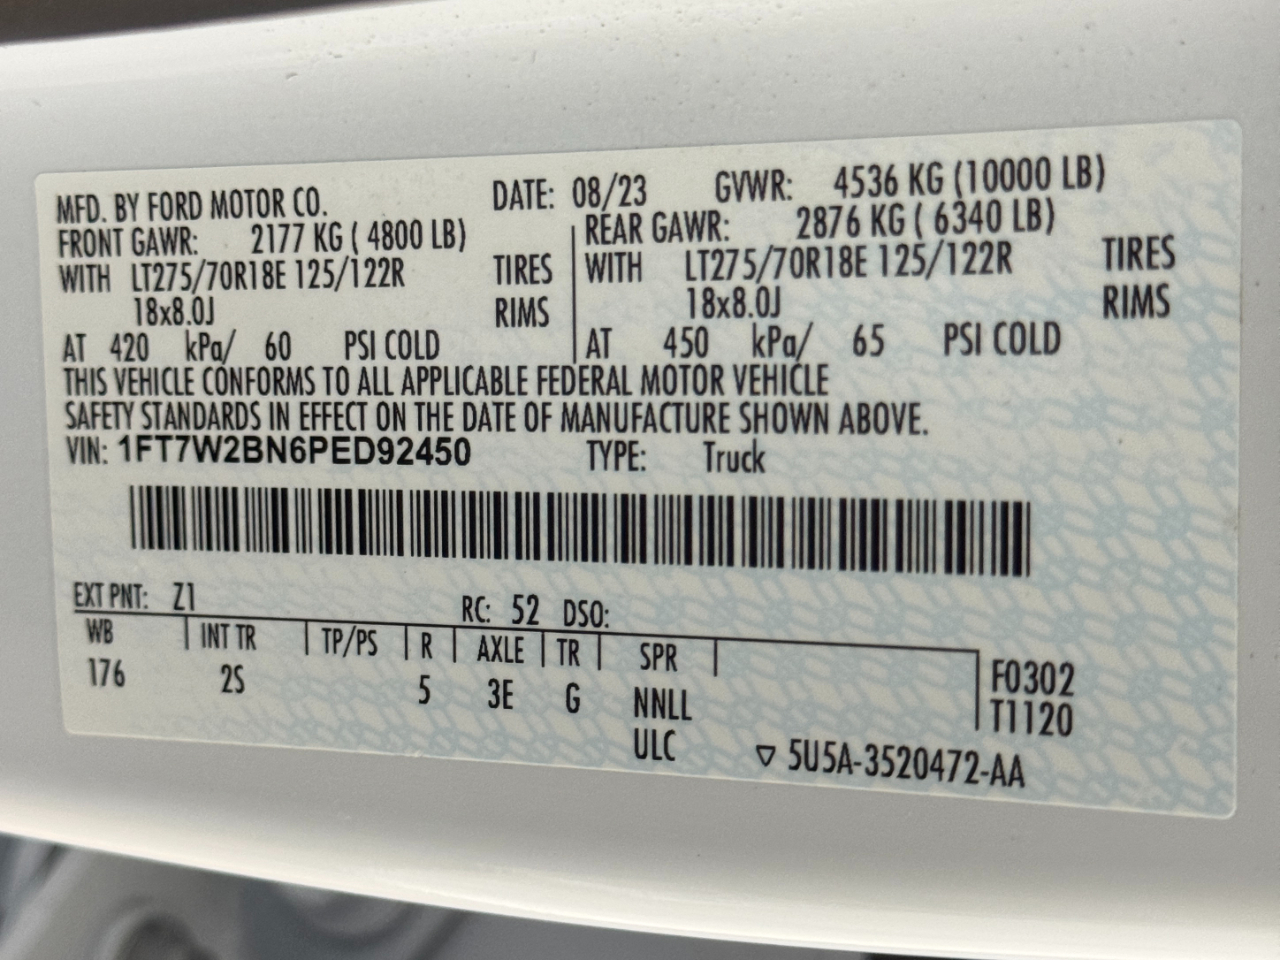 MFD. BY FORD MOTOR CO. DATE: 08/23 GVWR: 4536 KG (10000 LB)
FRONT GAWR: 2177 KG ( 4800 LB) REAR GAWR: 2876 KG ( 6340 LB)
WITH LT275/70R18E 125/122R TIRES WITH LT275/70R18E 125/122R TIRES
18x8.0J RIMS 18x8.0J RIMS
AT 420 kPa/ 60 PSI COLD AT 450 kPa/ 65 PSI COLD
THIS VEHICLE CONFORMS TO ALL APPLICABLE FEDERAL MOTOR VEHICLE
SAFETY STANDARDS IN EFFECT ON THE DATE OF MANUFACTURE SHOWN ABOVE.
VIN: 1FT7W2BN6PED92450 TYPE: Truck
EXT PNT: Z1 RC: 52 DSO:
WB INT TR TP/PS R AXLE TR SPR F0302
176 2S 5 3E G NNLL T1120
ULC ▽ 5U5A-3520472-AA